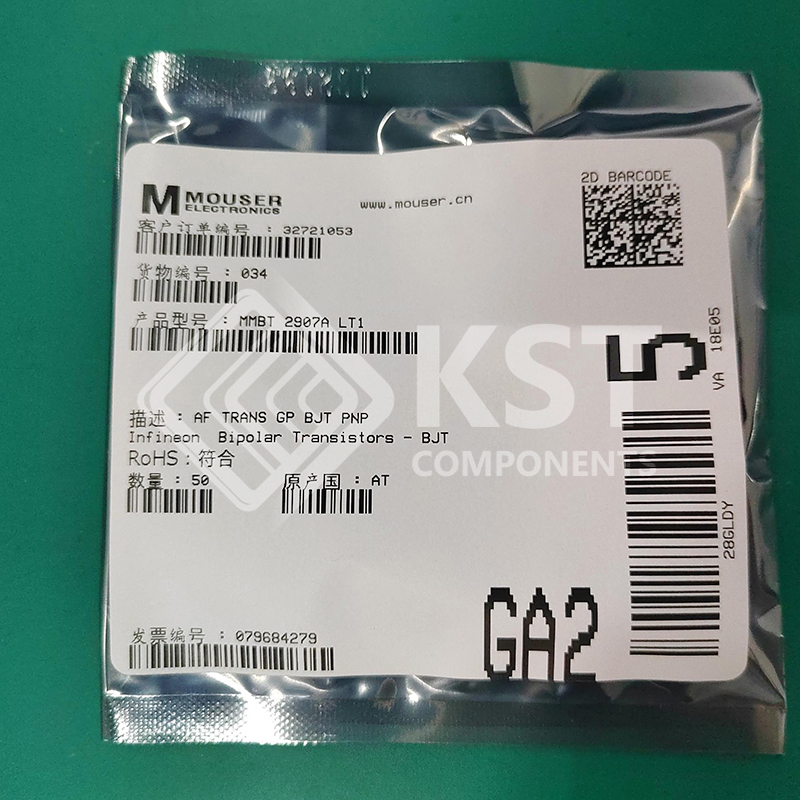 MOUSER
ELECTRONICS
www.mouser.cn
2D BARCODE
客户订单编号 : 32721053
货物编号 : 034
产品型号 : MMBT 2907A LT1
KST
COMPONENTS
5
VA 18E05
描述 : AF TRANS GP BJT PNP
Infineon Bipolar Transistors - BJT
RoHS : 符合
数量 : 50 原产国 : AT
28GLDY
GA2
发票编号 : 079684279